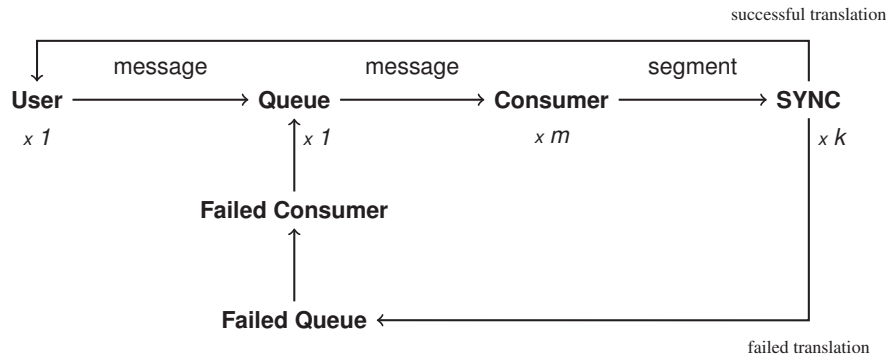 successful translation
message message segment
User Queue Consumer SYNC
x 1 x 1 x m x k
Failed Consumer
Failed Queue
failed translation